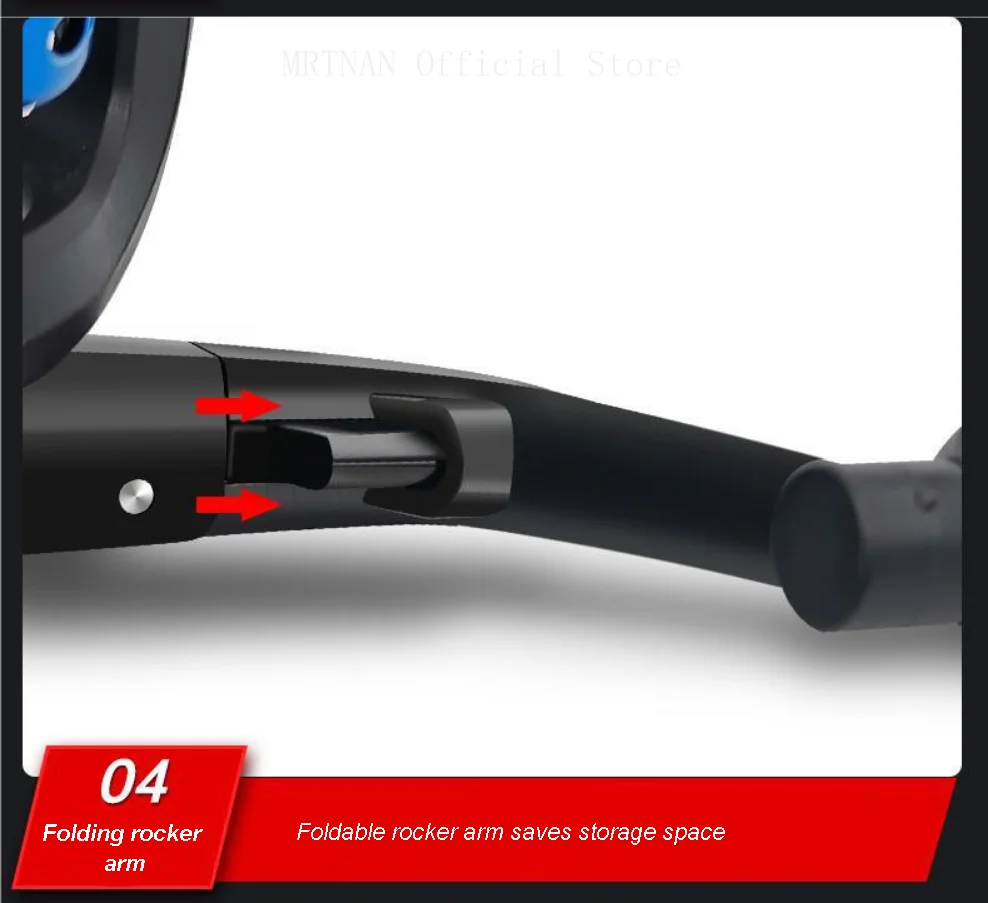 MRTNAN Official Store
04
Folding rocker
arm
Foldable rocker arm saves storage space